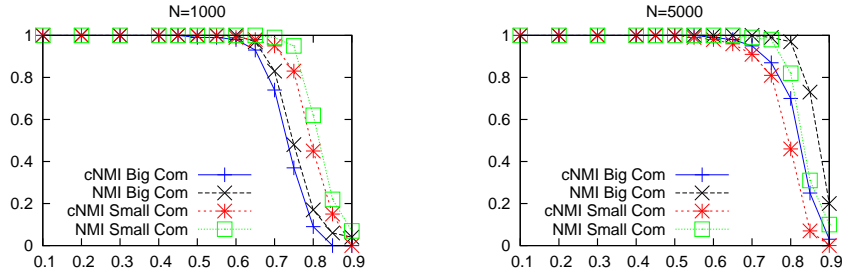 N=1000
1
0.8
0.6
0.4
0.2
0
cNMI Big Com
NMI Big Com
cNMI Small Com
NMI Small Com
0.1 0.2 0.3 0.4 0.5 0.6 0.7 0.8 0.9
N=5000
1
0.8
0.6
0.4
0.2
0
cNMI Big Com
NMI Big Com
cNMI Small Com
NMI Small Com
0.1 0.2 0.3 0.4 0.5 0.6 0.7 0.8 0.9